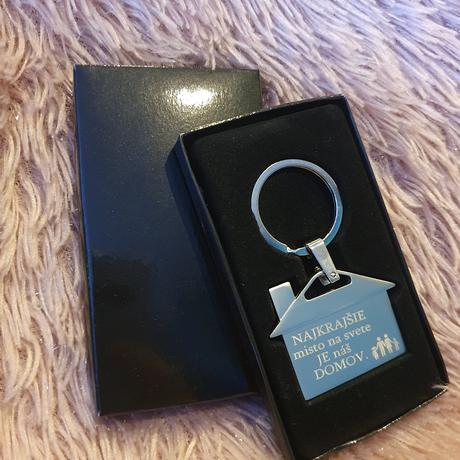 NAJKRAJŠIE
misto na svete
JE náš
DOMOV.